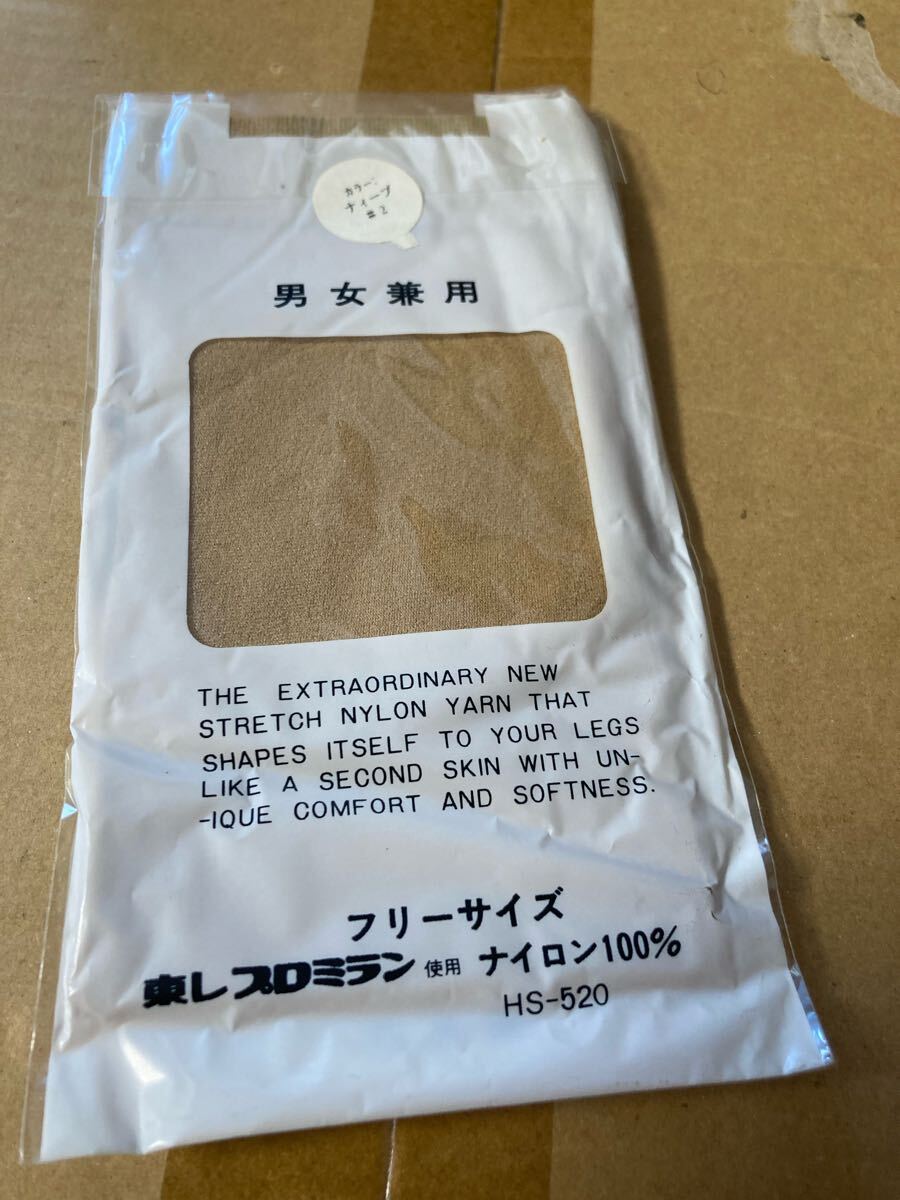 カラー:
ナイーブ
#2
男女兼用
THE EXTRAORDINARY NEW
STRETCH NYLON YARN THAT
SHAPES ITSELF TO YOUR LEGS
LIKE A SECOND SKIN WITH UN-
-IQUE COMFORT AND SOFTNESS.
フリーサイズ
東レプロミラン 使用 ナイロン100%
HS-520